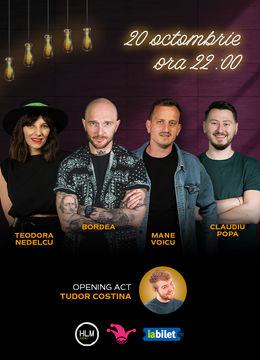 20 octombrie
ora 22:00
TEODORA
NEDELCU
BORDEA
MANE
VOICU
CLAUDIU
POPA
OPENING ACT
TUDOR COSTINA
HLM
iabilet